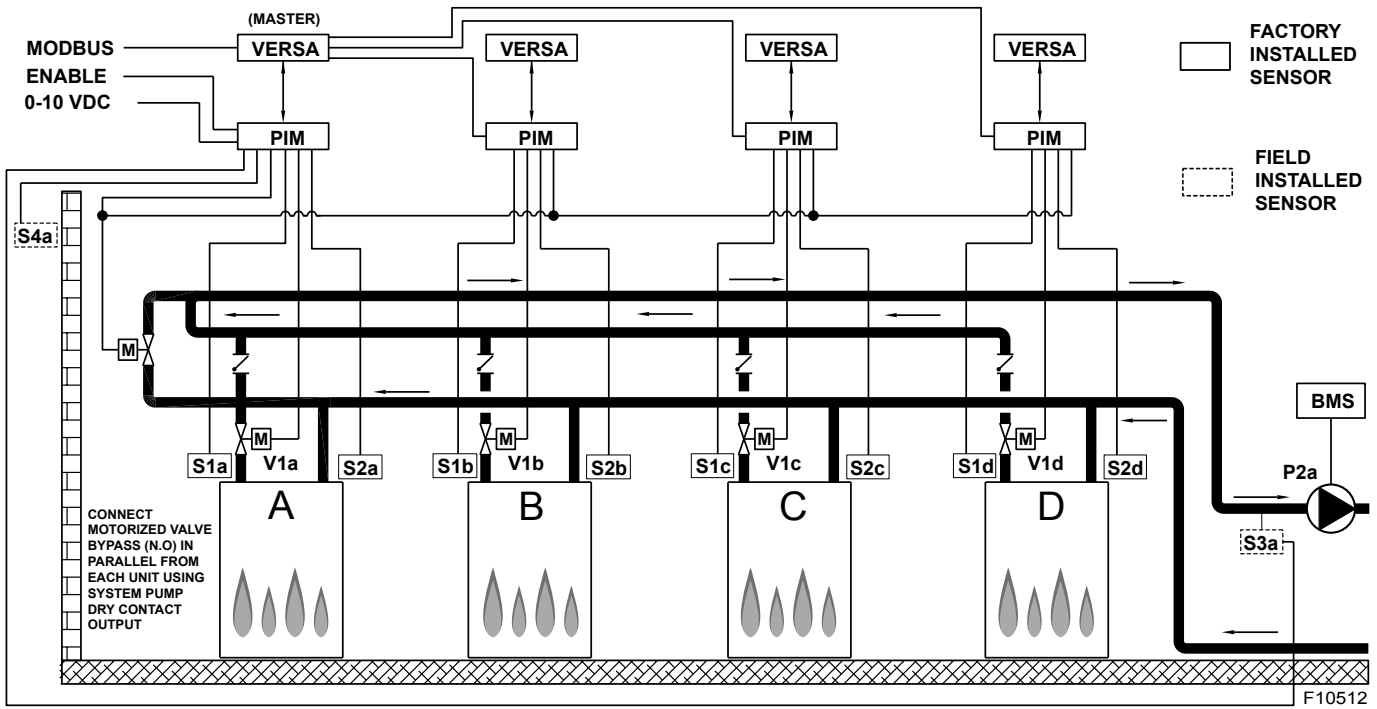 (MASTER)
MODBUS
VERSA
VERSA
VERSA
VERSA
ENABLE
0-10 VDC
PIM
PIM
PIM
PIM
FACTORY
INSTALLED
SENSOR
FIELD
INSTALLED
SENSOR
S4a
M
BMS
M
M
M
M
S1a
V1a
S2a
S1b
V1b
S2b
S1c
V1c
S2c
S1d
V1d
S2d
P2a
A
B
C
D
S3a
CONNECT
MOTORIZED VALVE
BYPASS (N.O) IN
PARALLEL FROM
EACH UNIT USING
SYSTEM PUMP
DRY CONTACT
OUTPUT
F10512